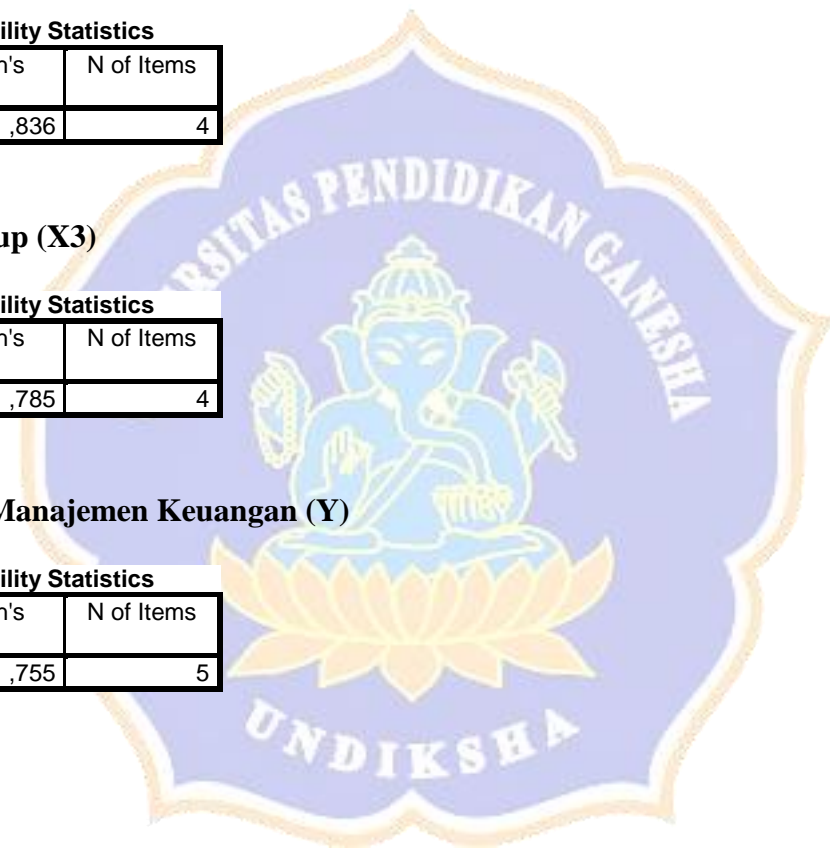 ility Statistics
n's N of Items
,836 4
UNIVERSITAS PENDIDIKAN GANESHA
up (X3)
ility Statistics
n's N of Items
,785 4
Manajemen Keuangan (Y)
ility Statistics
n's N of Items
,755 5
UNDIKSHA